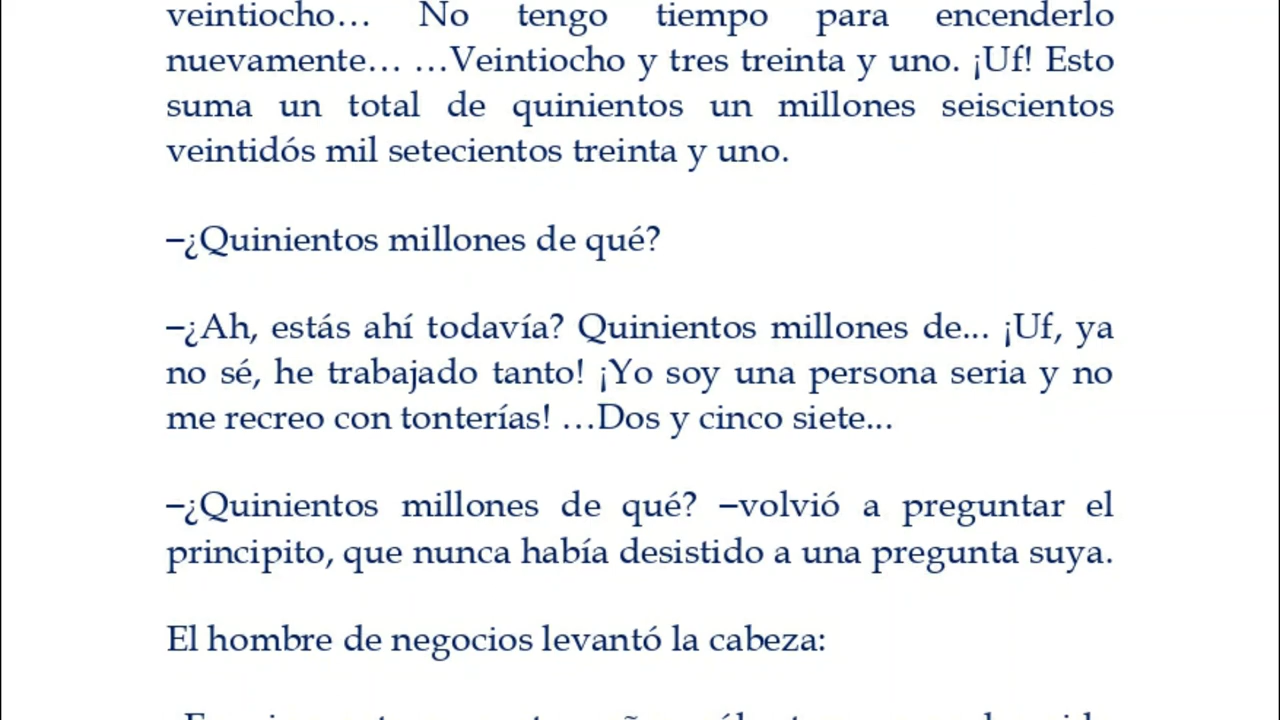 veintiocho… No tengo tiempo para encenderlo
nuevamente… …Veintiocho y tres treinta y uno. ¡Uf! Esto
suma un total de quinientos un millones seiscientos
veintidós mil setecientos treinta y uno.
–¿Quinientos millones de qué?
–¿Ah, estás ahí todavía? Quinientos millones de... ¡Uf, ya
no sé, he trabajado tanto! ¡Yo soy una persona seria y no
me recreo con tonterías! …Dos y cinco siete...
–¿Quinientos millones de qué? –volvió a preguntar el
principito, que nunca había desistido a una pregunta suya.
El hombre de negocios levantó la cabeza: